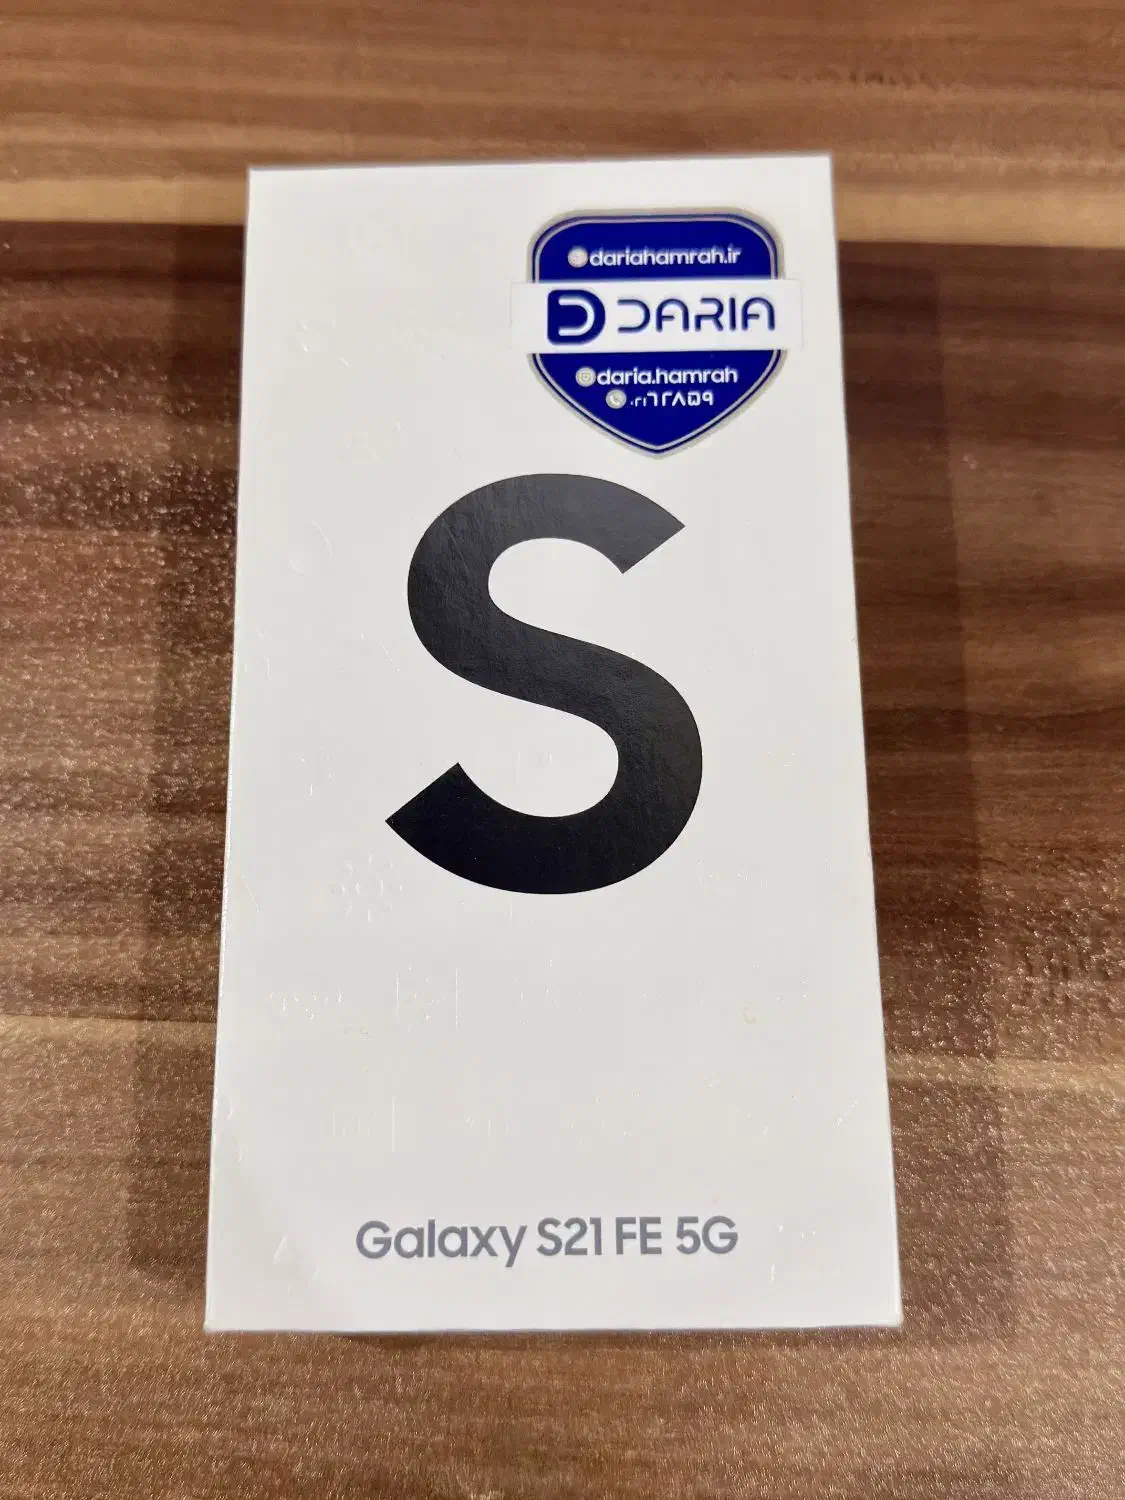 dariahamrah.ir
DARIA
daria.hamrah
۰۲۱۶۲۸۵۹
S
Galaxy S21 FE 5G